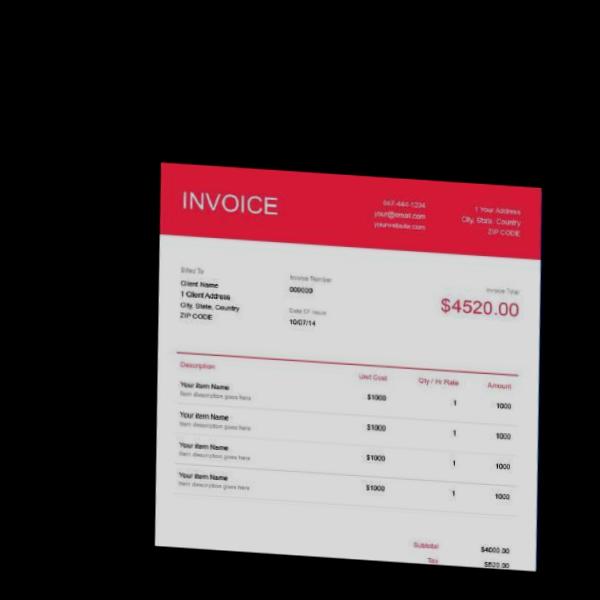 INVOICE
647-444-1234
your@email.com
yourwebsite.com
1 Your Address
City, State, Country
ZIP CODE
Billed To
Client Name
1 Client Address
City, State, Country
ZIP CODE
Invoice Number
000000
Date Of Issue
10/07/14
Invoice Total
$4520.00
Description Unit Cost Qty / Hr Rate Amount
Your Item Name $1000 1 1000
Item description goes here
Your Item Name $1000 1 1000
Item description goes here
Your Item Name $1000 1 1000
Item description goes here
Your Item Name $1000 1 1000
Item description goes here
Subtotal $4000.00
Tax $520.00